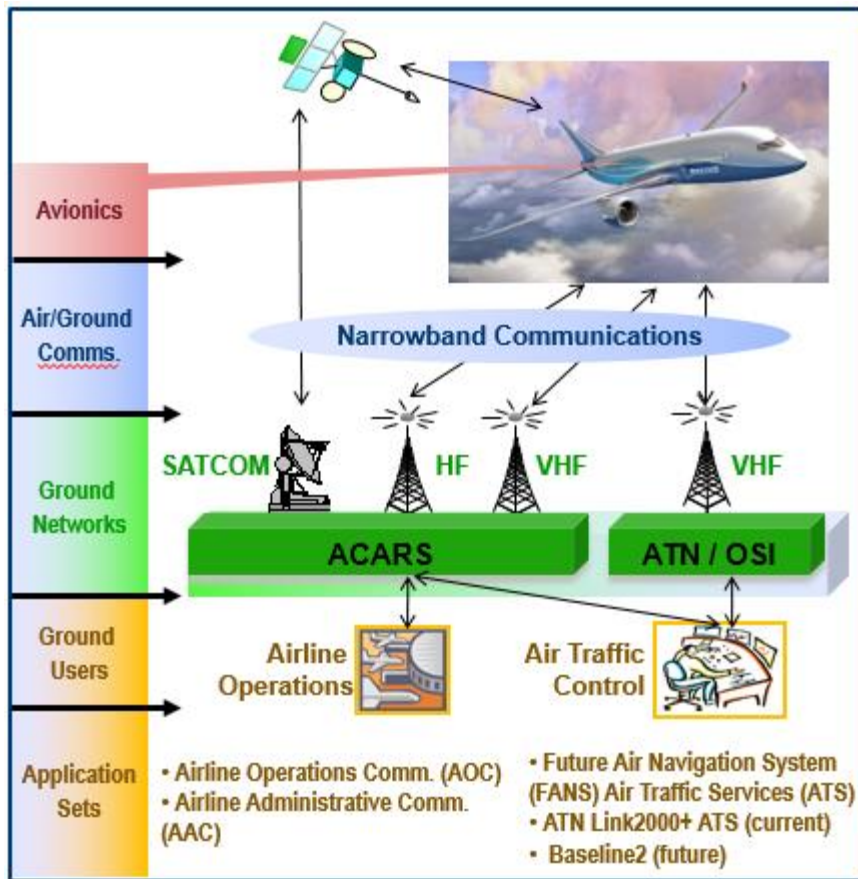 Avionics
Air/Ground
Comms.
Narrowband Communications
SATCOM
HF
VHF
VHF
Ground
Networks
ACARS
ATN / OSI
Ground
Users
Airline
Operations
Air Traffic
Control
Application
Sets
• Airline Operations Comm. (AOC)
• Airline Administrative Comm.
(AAC)
• Future Air Navigation System
(FANS) Air Traffic Services (ATS)
• ATN Link2000+ ATS (current)
• Baseline2 (future)